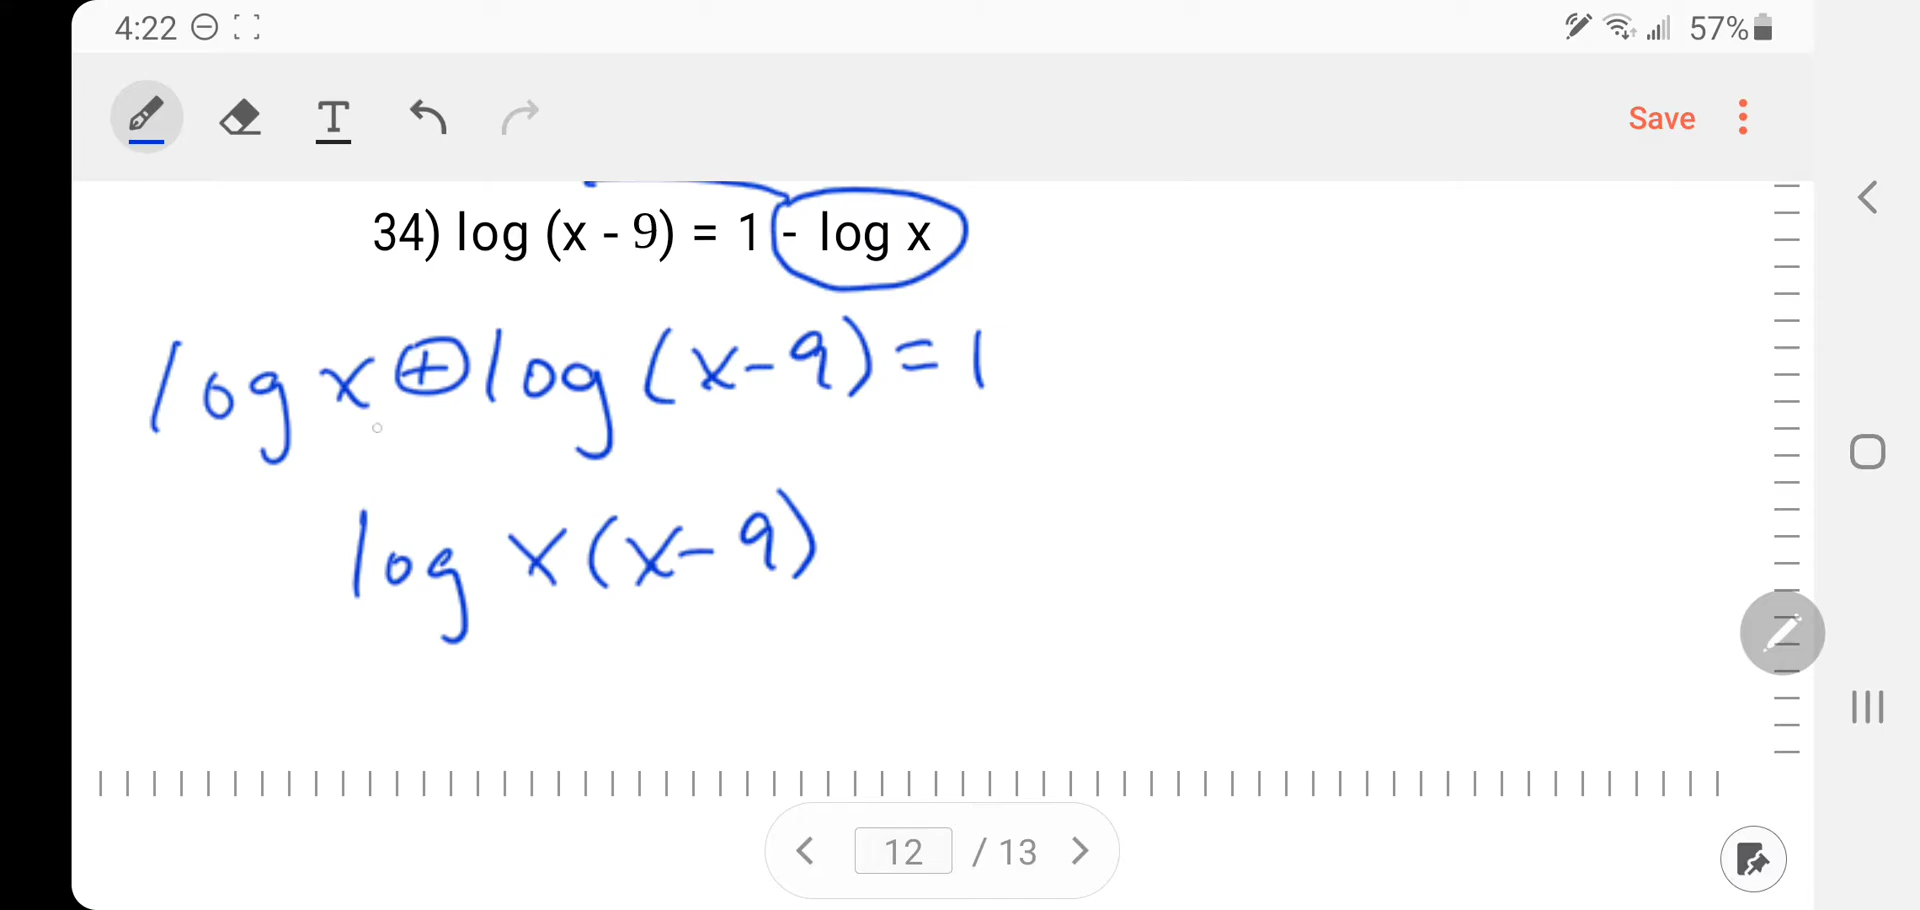 4:22 57%
T Save
34) log (x - 9) = 1 - log x
log x + log (x-9) = 1
log x(x-9)
12 / 13